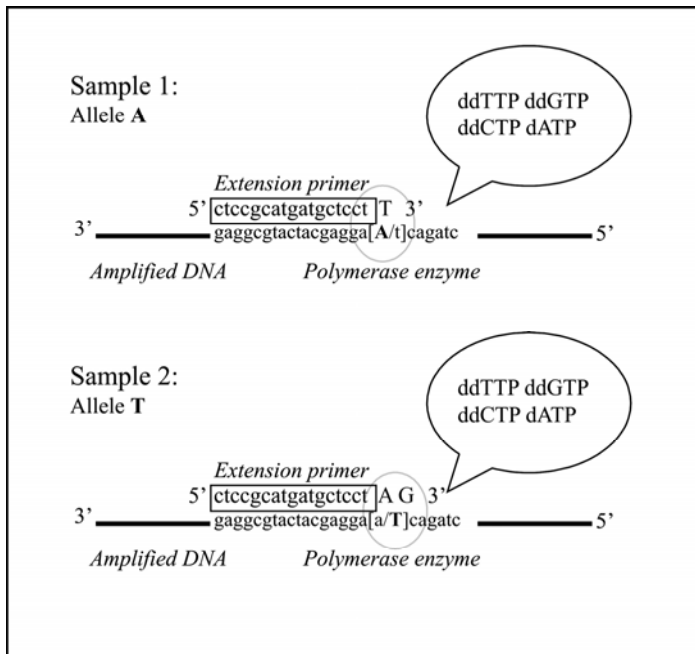 Sample 1:
Allele A
ddTTP ddGTP
ddCTP dATP
Extension primer
5’ ctccgcatgatgctcct T 3’
3’ gaggcgtactacgagga[A/t]cagatc 5’
Amplified DNA Polymerase enzyme
Sample 2:
Allele T
ddTTP ddGTP
ddCTP dATP
Extension primer
5’ ctccgcatgatgctcct A G 3’
3’ gaggcgtactacgagga[a/T]cagatc 5’
Amplified DNA Polymerase enzyme